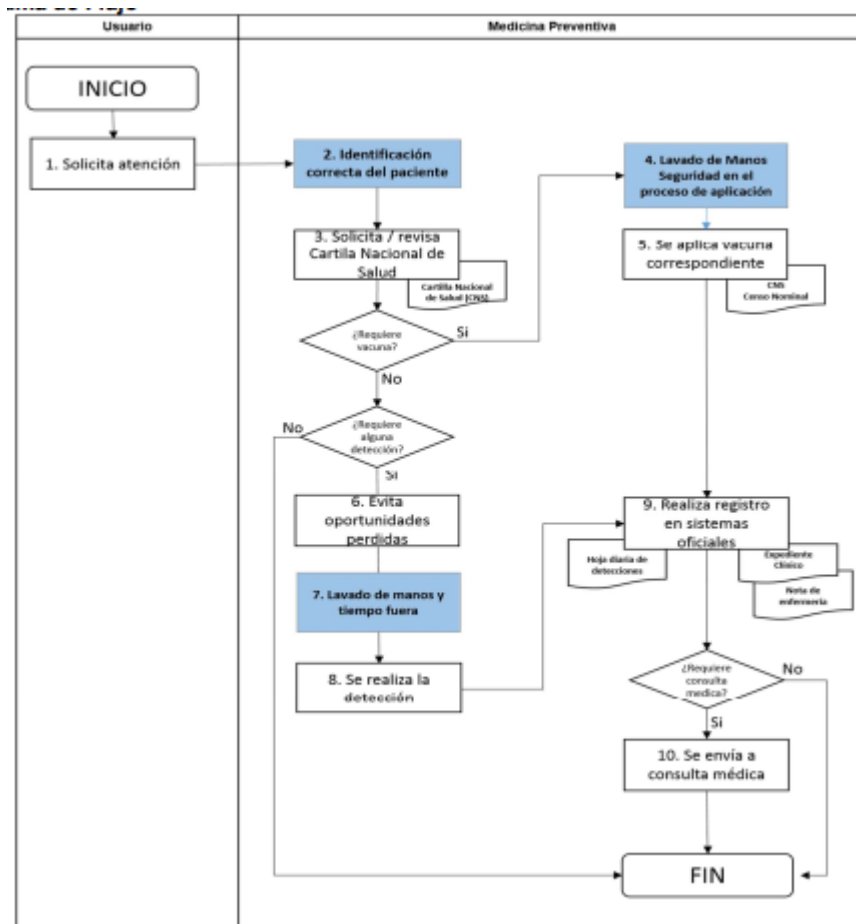 Usuario
Medicina Preventiva
INICIO
1. Solicita atención
2. Identificación
correcta del paciente
3. Solicita / revisa
Cartilla Nacional de
Salud
Cartilla Nacional
de Salud (CNS)
¿Requiere
vacuna?
Si
No
¿Requiere
alguna
detección?
No
Si
6. Evita
oportunidades
perdidas
7. Lavado de manos y
tiempo fuera
8. Se realiza la
detección
4. Lavado de Manos
Seguridad en el
proceso de aplicación
5. Se aplica vacuna
correspondiente
CNS
Censo Nominal
9. Realiza registro
en sistemas
oficiales
Hoja diaria de
detecciones
Expediente
Clínico
Nota de
enfermería
¿Requiere
consulta
medica?
No
Si
10. Se envía a
consulta médica
FIN